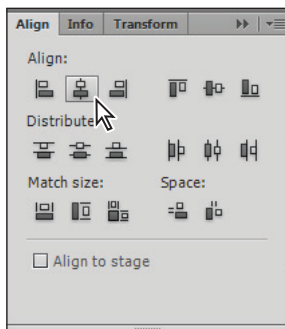 Align Info Transform
Align:
Distribute:
Match size: Space:
Align to stage